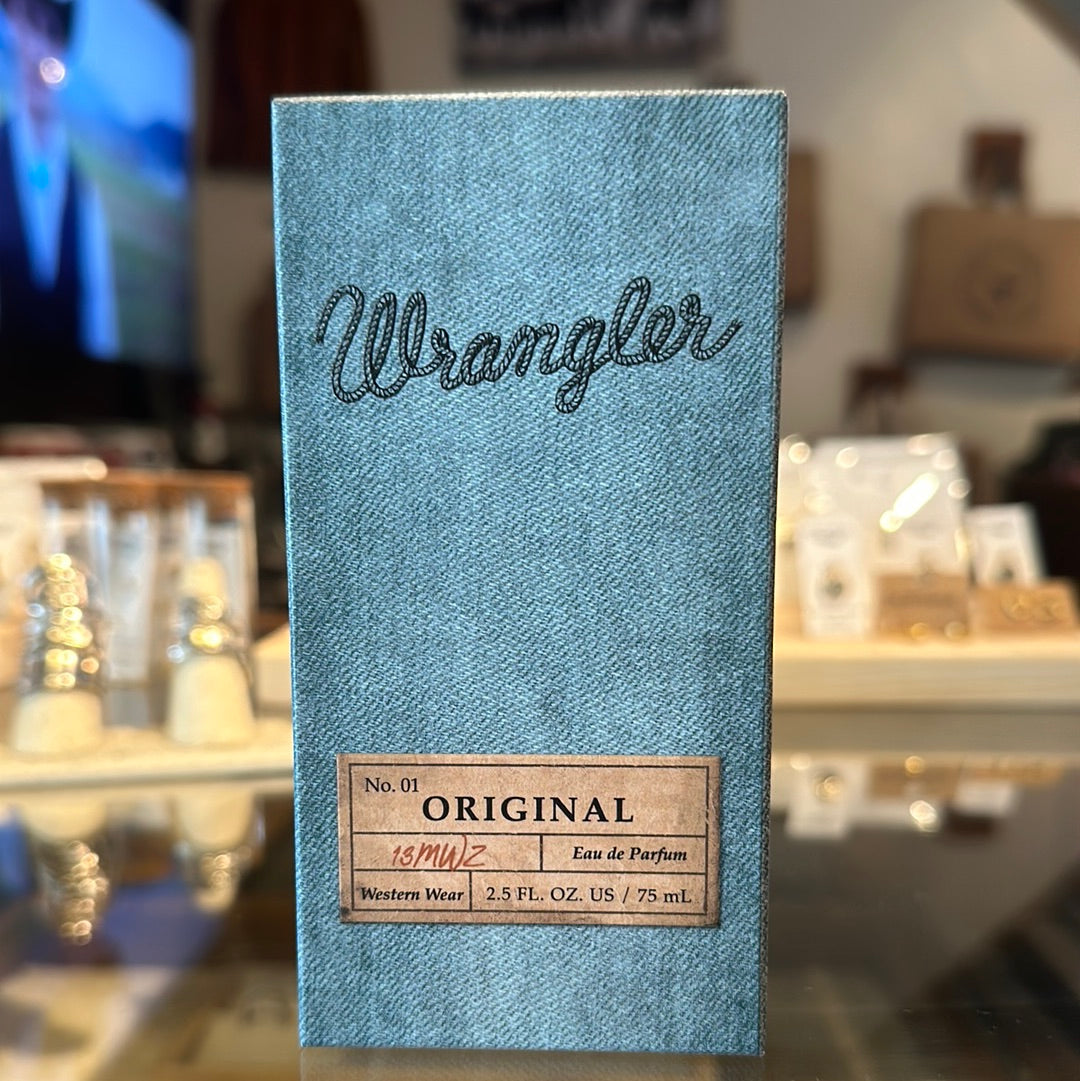 Wrangler
No. 01
ORIGINAL
13MWZ
Eau de Parfum
Western Wear
2.5 FL. OZ. US / 75 mL